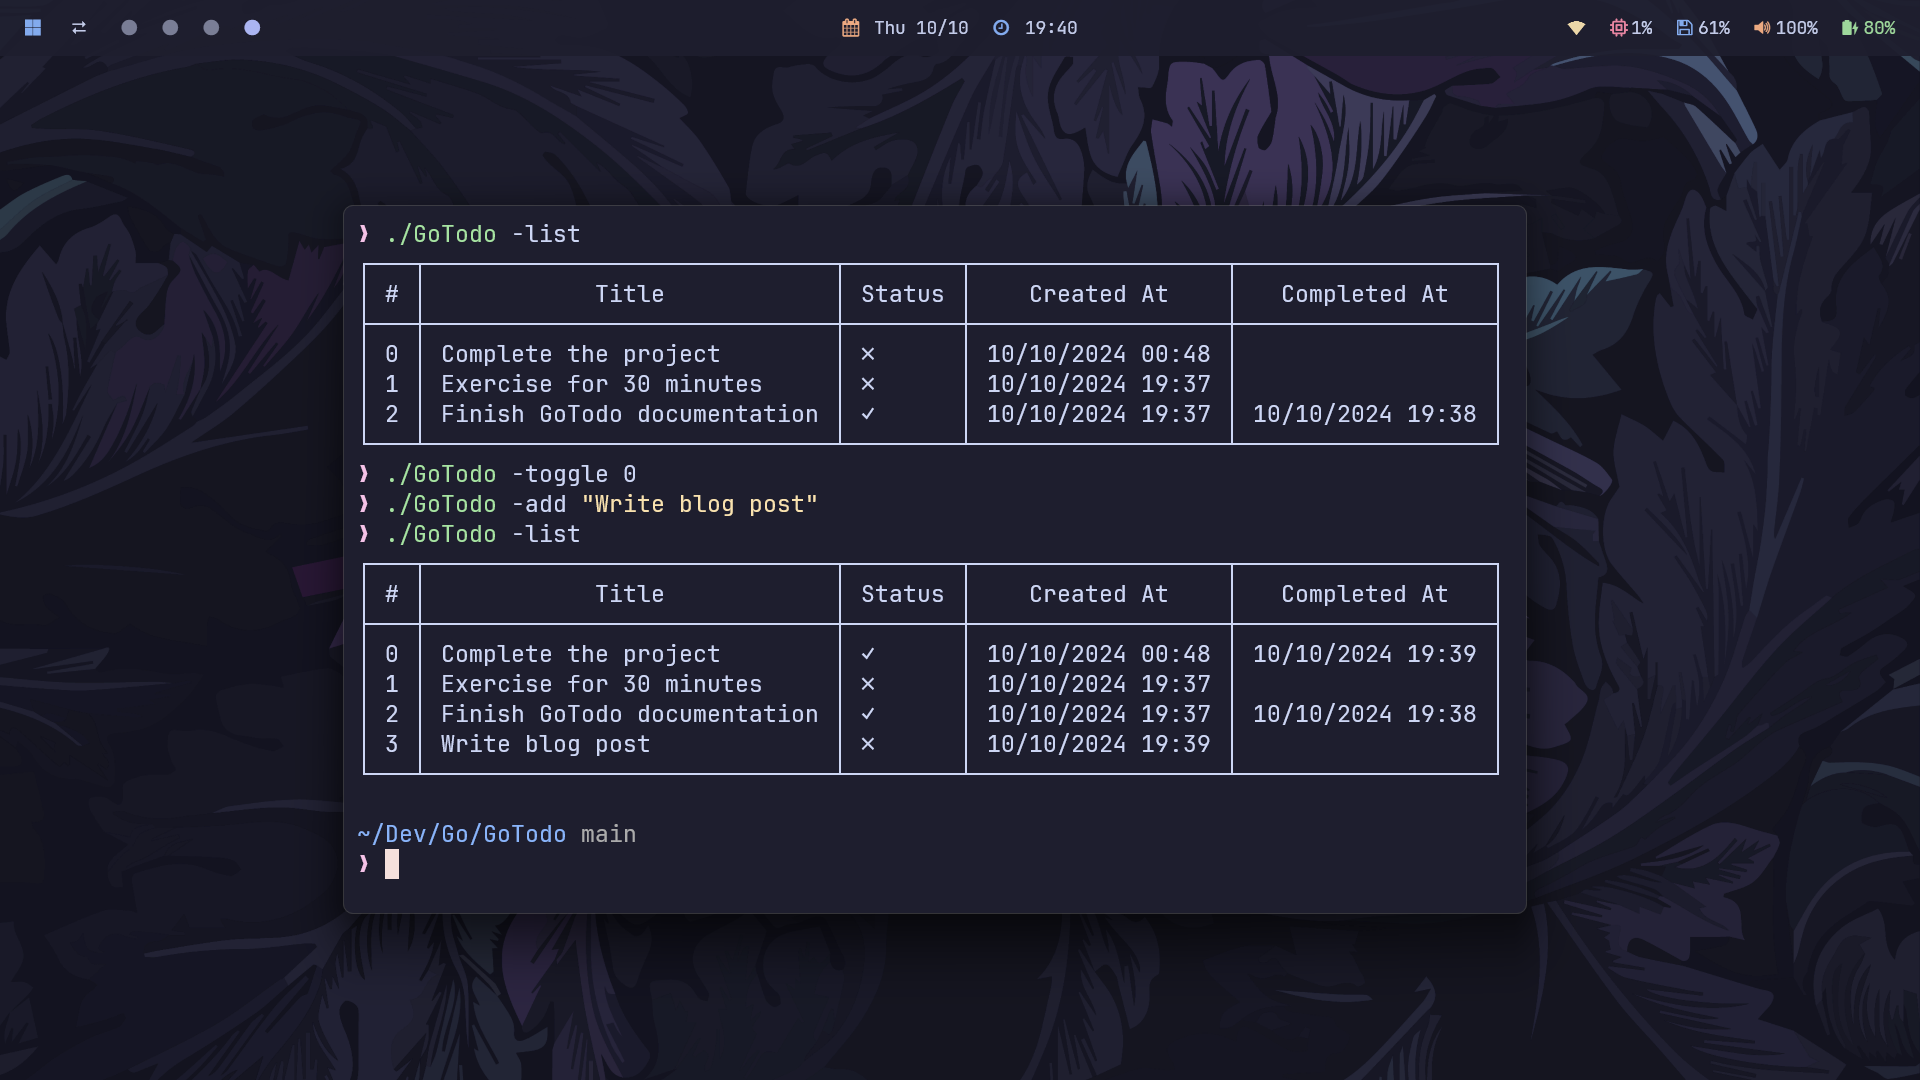 Thu 10/10 19:40 1% 61% 100% 80%
❯ ./GoTodo -list
# Title Status Created At Completed At
0 Complete the project ✕ 10/10/2024 00:48
1 Exercise for 30 minutes ✕ 10/10/2024 19:37
2 Finish GoTodo documentation ✓ 10/10/2024 19:37 10/10/2024 19:38
❯ ./GoTodo -toggle 0
❯ ./GoTodo -add "Write blog post"
❯ ./GoTodo -list
# Title Status Created At Completed At
0 Complete the project ✓ 10/10/2024 00:48 10/10/2024 19:39
1 Exercise for 30 minutes ✕ 10/10/2024 19:37
2 Finish GoTodo documentation ✓ 10/10/2024 19:37 10/10/2024 19:38
3 Write blog post ✕ 10/10/2024 19:39
~/Dev/Go/GoTodo main
❯